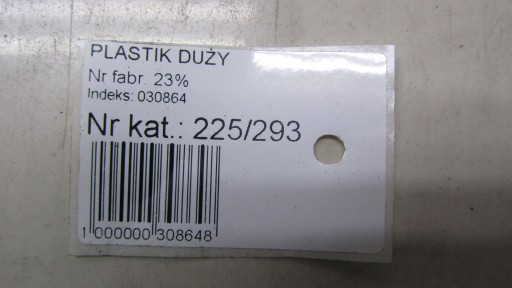 PLASTIK DUŻY
Nr fabr. 23%
Indeks: 030864
Nr kat.: 225/293
1 000000 308648